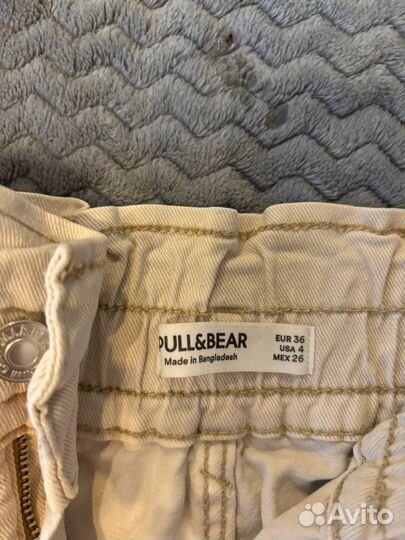 PULL&BEAR
Made in Bangladesh
EUR 36
USA 4
MEX 26
Avito